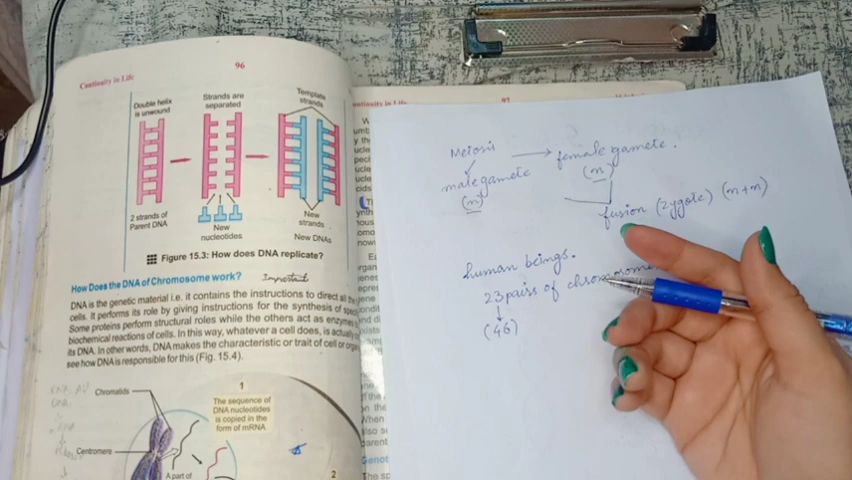 Continuity in Life
96
Double helix
is unwound
Strands are
separated
Template
strands
2 strands of
Parent DNA
New
nucleotides
New
strands
New DNAs
Figure 15.3: How does DNA replicate?
How Does the DNA of Chromosome work?
Important
DNA is the genetic material i.e. it contains the instructions to direct all the
cells. It performs its role by giving instructions for the synthesis of
Some proteins perform structural roles while the others act as enzymes
biochemical reactions of cells. In this way, whatever a cell does, is actually
its DNA. In other words, DNA makes the characteristic or trait of cell or
see how DNA is responsible for this (Fig. 15.4).
Chromatids
Centromere
A part of
1
The sequence of
DNA nucleotides
is copied in the
form of mRNA
2
97
When
parent
Genot
Meiosis → female gamete.
(n)
male gamete
(n)
fusion (zygote) (n+n)
human beings.
23 pairs of chromosome
(46)